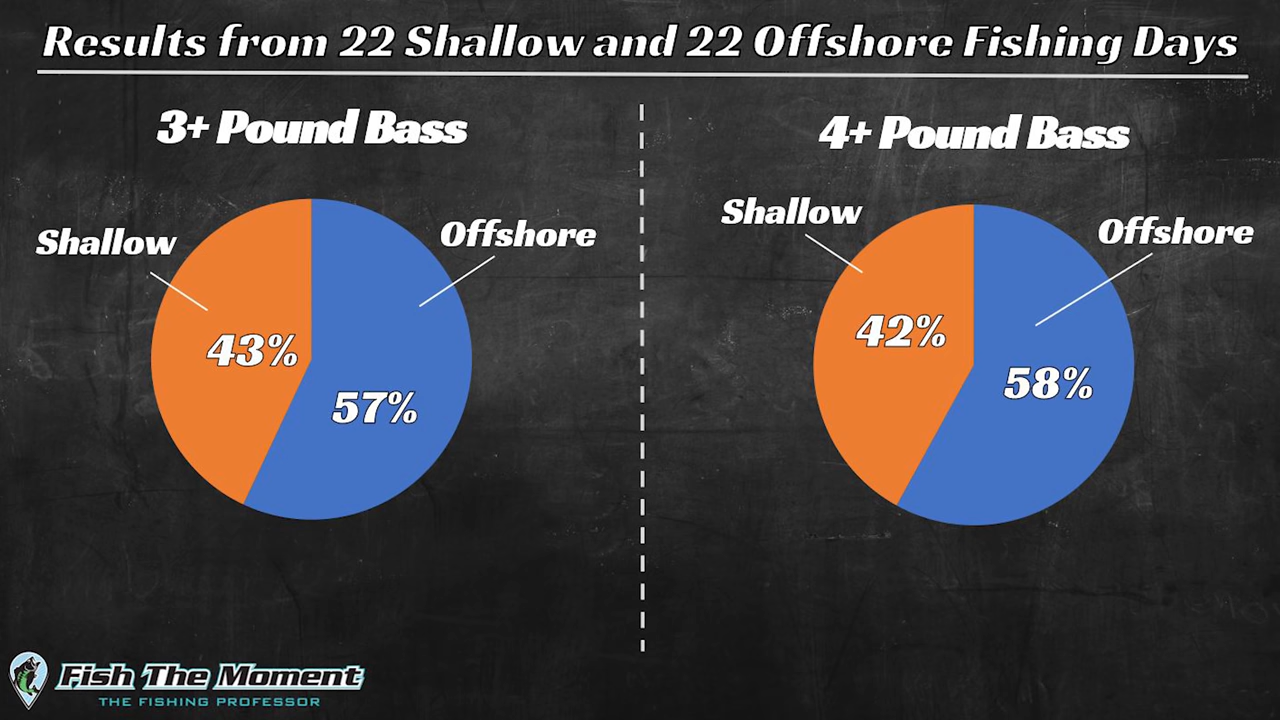 Results from 22 Shallow and 22 Offshore Fishing Days
3+ Pound Bass
Shallow
Offshore
43%
57%
4+ Pound Bass
Shallow
Offshore
42%
58%
Fish The Moment
THE FISHING PROFESSOR